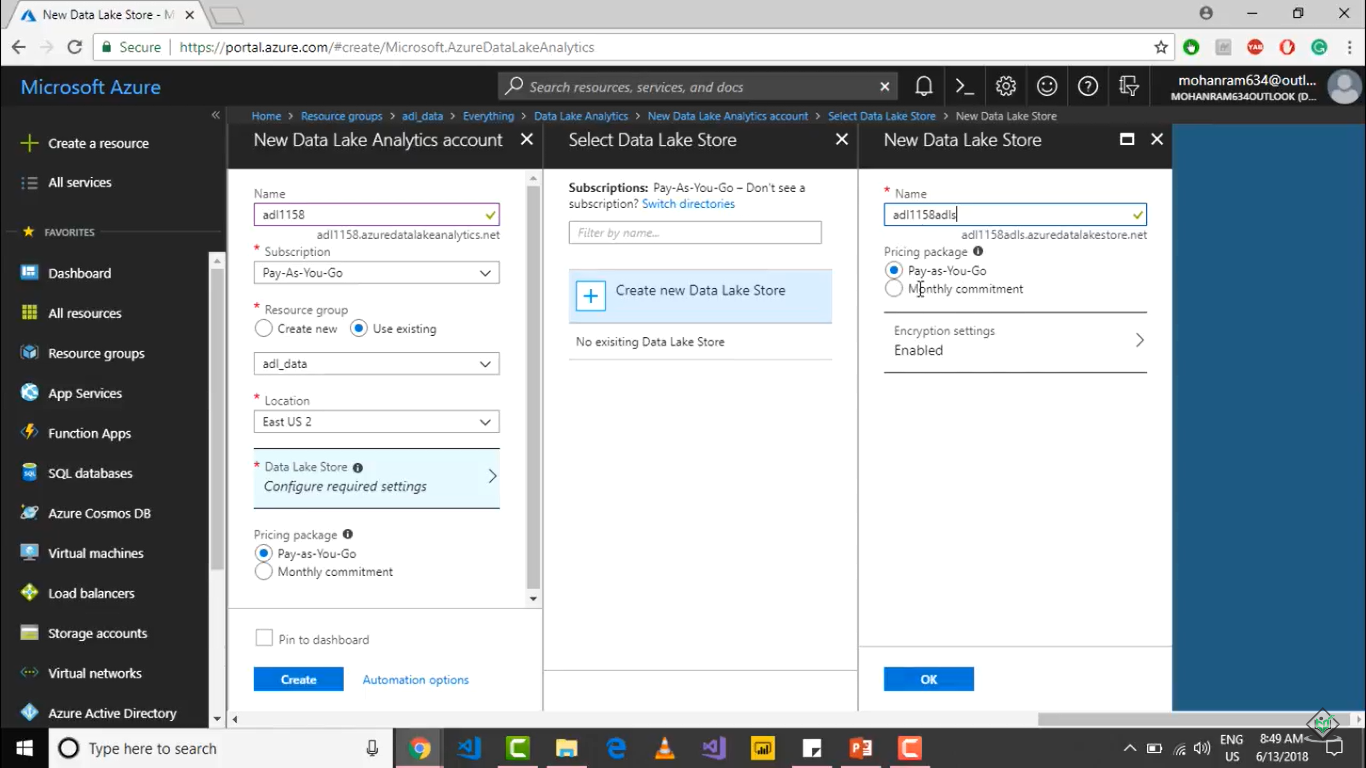 New Data Lake Store - M
Secure
https://portal.azure.com/#create/Microsoft.AzureDataLakeAnalytics
Microsoft Azure
Search resources, services, and docs
mohanram634@outl...
MOHANRAM634OUTLOOK (D...
Home > Resource groups > adl_data > Everything > Data Lake Analytics > New Data Lake Analytics account > Select Data Lake Store > New Data Lake Store
Create a resource
All services
FAVORITES
Dashboard
All resources
Resource groups
App Services
Function Apps
SQL databases
Azure Cosmos DB
Virtual machines
Load balancers
Storage accounts
Virtual networks
Azure Active Directory
New Data Lake Analytics account
Name
adl1158
adl1158.azuredatalakeanalytics.net
* Subscription
Pay-As-You-Go
* Resource group
Create new
Use existing
adl_data
* Location
East US 2
* Data Lake Store
Configure required settings
Pricing package
Pay-as-You-Go
Monthly commitment
Pin to dashboard
Create
Automation options
Select Data Lake Store
Subscriptions: Pay-As-You-Go – Don't see a
subscription? Switch directories
Filter by name...
Create new Data Lake Store
No exisiting Data Lake Store
New Data Lake Store
* Name
adl1158adls
adl1158adls.azuredatalakestore.net
Pricing package
Pay-as-You-Go
Monthly commitment
Encryption settings
Enabled
OK
Type here to search
ENG
US
8:49 AM
6/13/2018